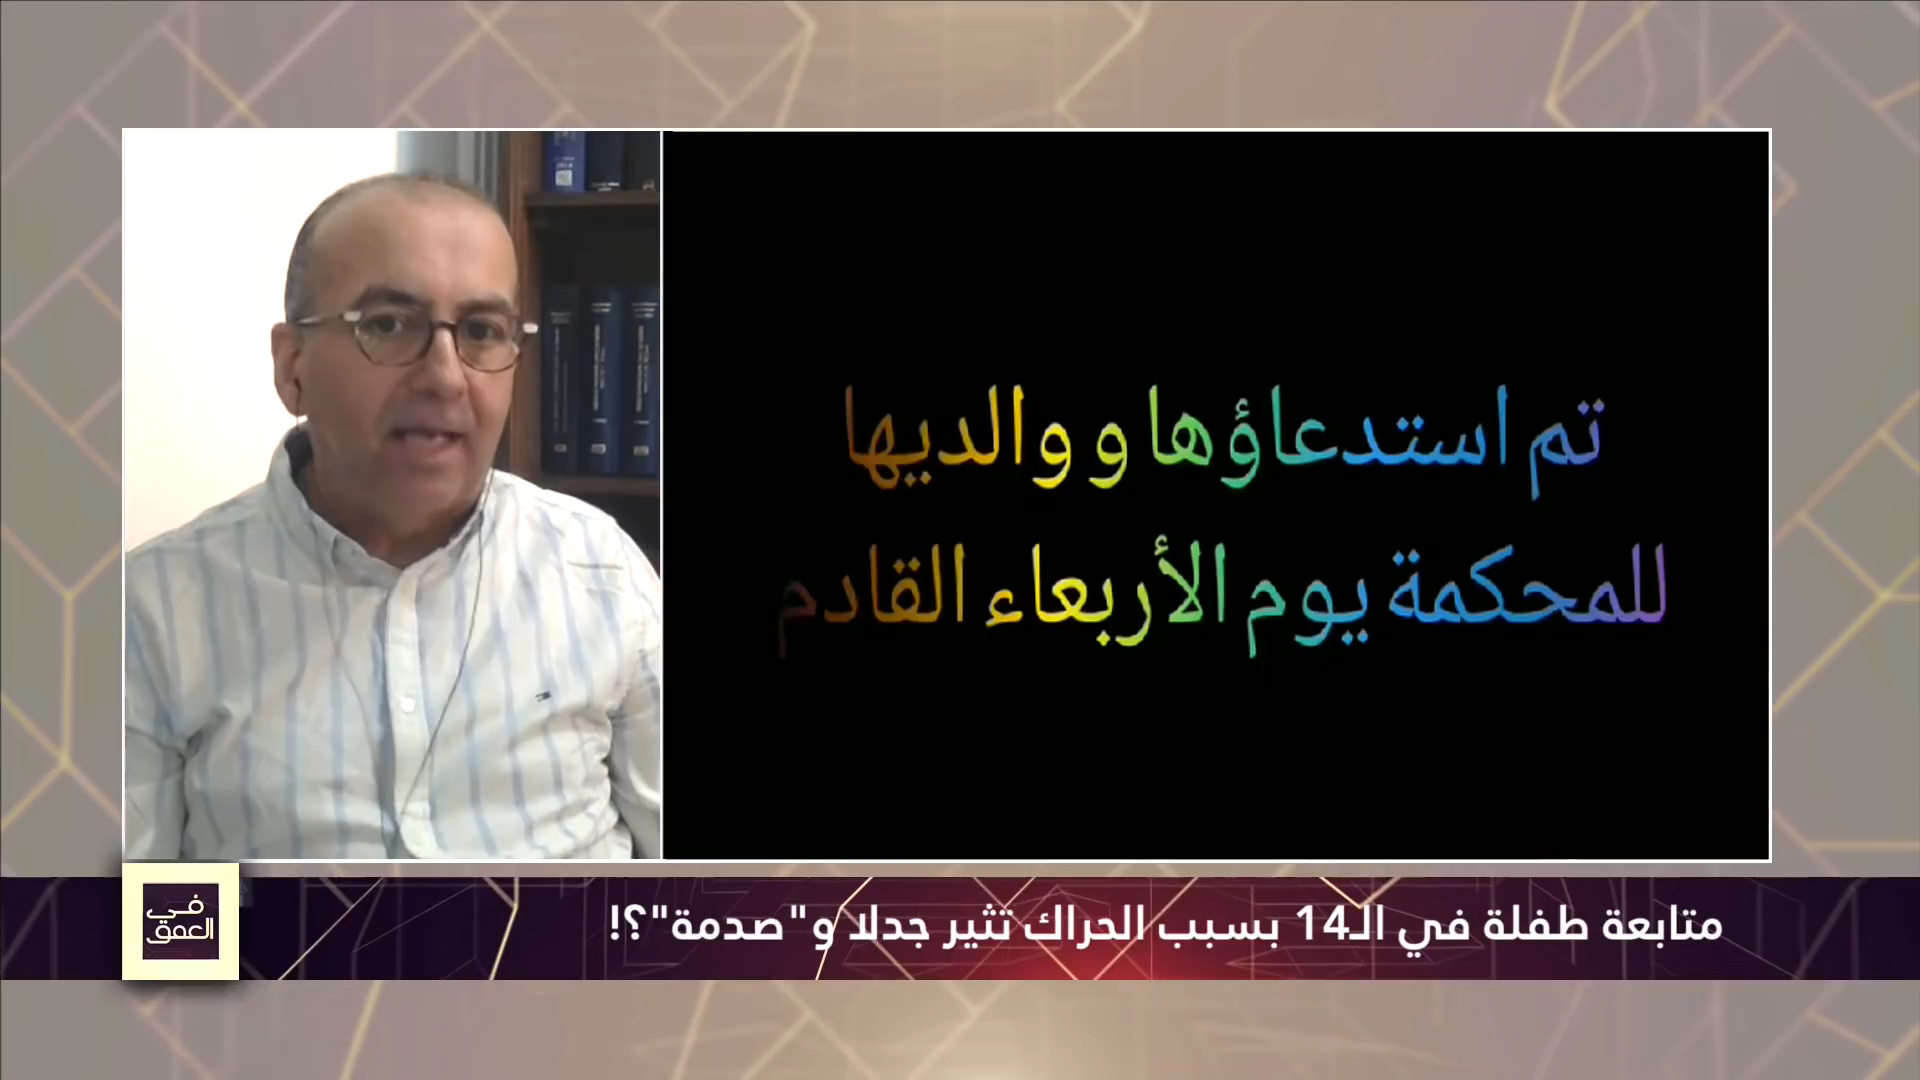 تم استدعاؤها و والديها
للمحكمة يوم الأربعاء القادم
متابعة طفلة في الـ14 بسبب الحراك تثير جدلا و"صدمة"؟!
في
العمق